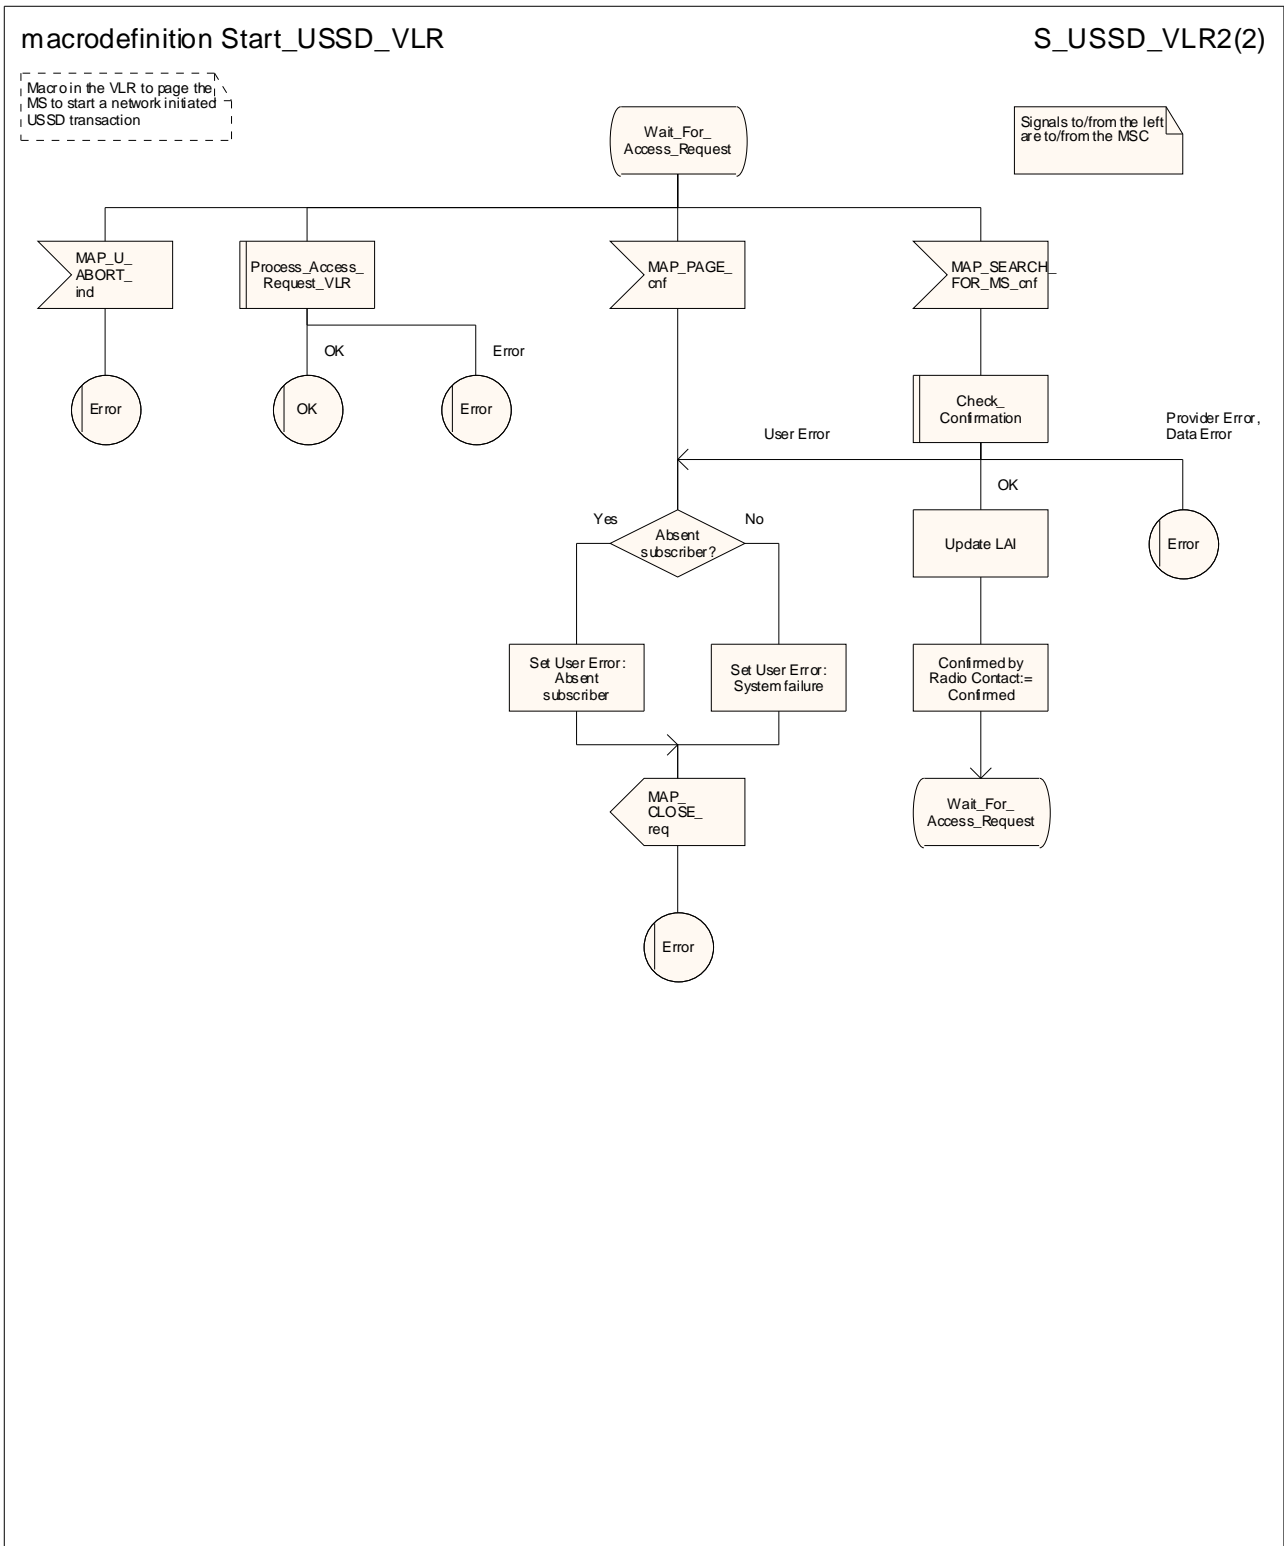 macrodefinition Start_USSD_VLR
S_USSD_VLR2(2)
Macro in the VLR to page the
MS to start a network initiated
USSD transaction
Wait_For_
Access_Request
Signals to/from the left
are to/from the MSC
MAP_U_
ABORT_
ind
Process_Access_
Request_VLR
MAP_PAGE_
cnf
MAP_SEARCH_
FOR_MS_cnf
OK
Error
Error
OK
Error
Check_
Confirmation
User Error
Provider Error,
Data Error
OK
Yes
No
Absent
subscriber?
Update LAI
Error
Set User Error:
Absent
subscriber
Set User Error:
System failure
Confirmed by
Radio Contact:=
Confirmed
MAP_
CLOSE_
req
Wait_For_
Access_Request
Error